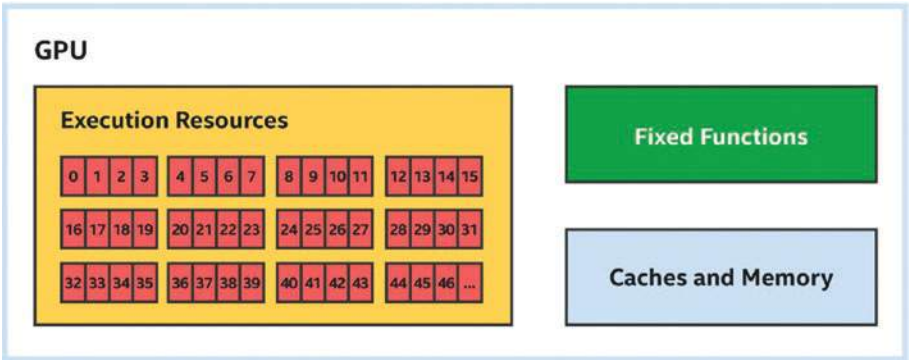 GPU
Execution Resources
0 1 2 3 4 5 6 7 8 9 10 11 12 13 14 15
16 17 18 19 20 21 22 23 24 25 26 27 28 29 30 31
32 33 34 35 36 37 38 39 40 41 42 43 44 45 46 ...
Fixed Functions
Caches and Memory